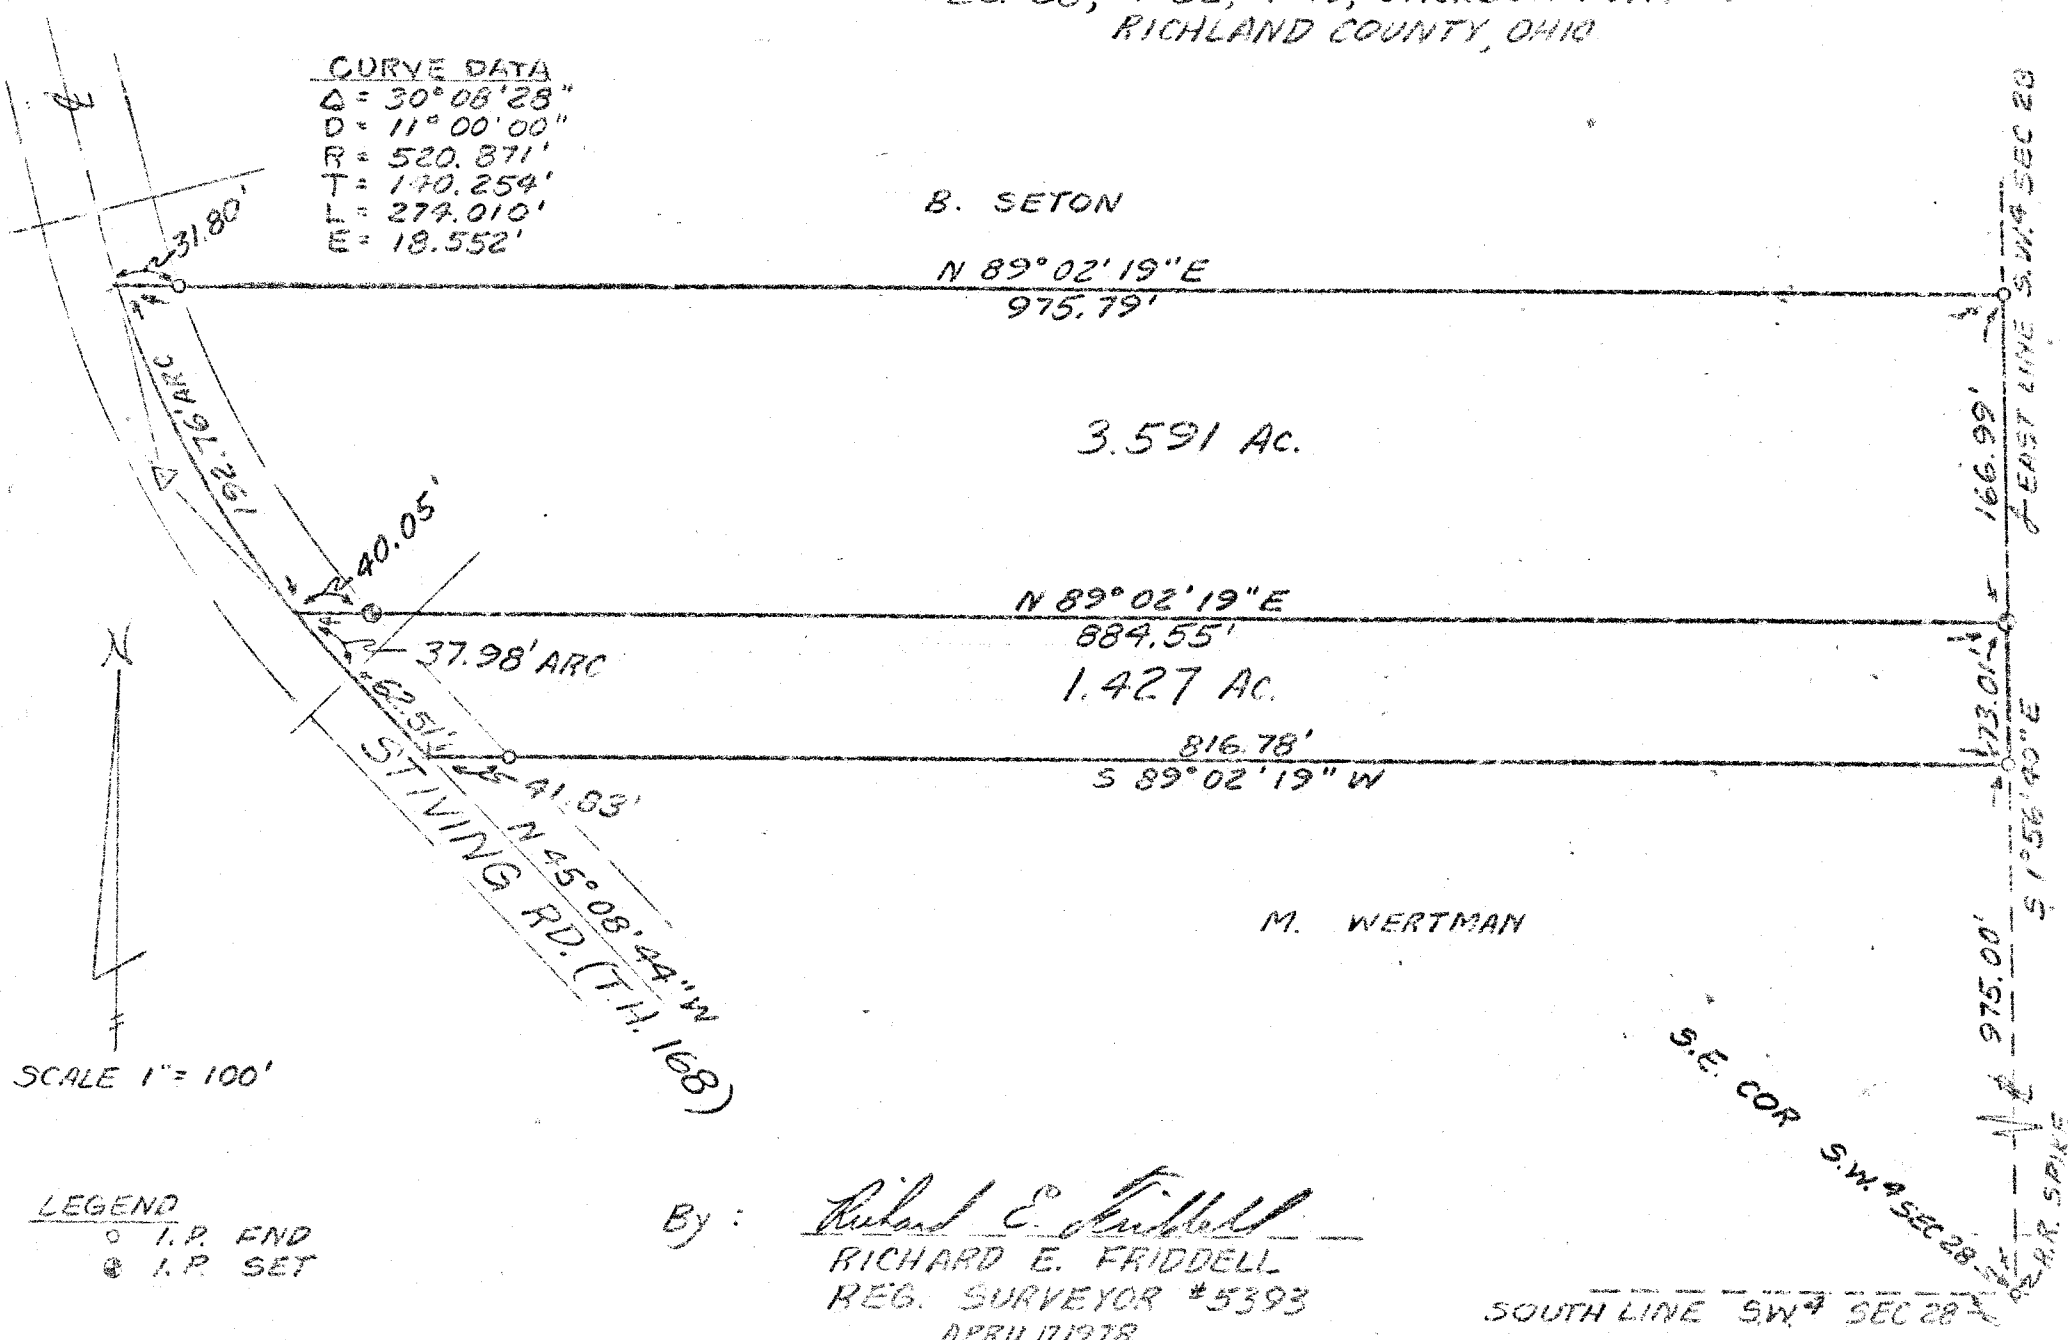 RICHLAND COUNTY, OHIO
CURVE DATA
Δ = 30° 08' 28"
D = 11° 00' 00"
R = 520.871'
T = 140.254'
L = 274.010'
E = 18.552'
℄
31.80'
B. SETON
N 89° 02' 19" E
975.79'
EAST LINE S.W.4 SEC 28
192.76' ARC
3.591 AC.
166.99'
40.05'
N 89° 02' 19" E
884.55'
37.98' ARC
1.427 AC.
73.01'
62.51'
816.78'
S 89° 02' 19" W
41.83'
S 1° 56' 40" E
N
STIVING RD. (T.H. 168)
N 45° 08' 44" W
M. WERTMAN
975.00'
SCALE 1" = 100'
S.E. COR S.W. 4 SEC 28
R.R. SPIKE
LEGEND
I.P. FND
I.P. SET
By: Richard E. Friddell
RICHARD E. FRIDDELL
REG. SURVEYOR #5393
SOUTH LINE S.W. 4 SEC 28